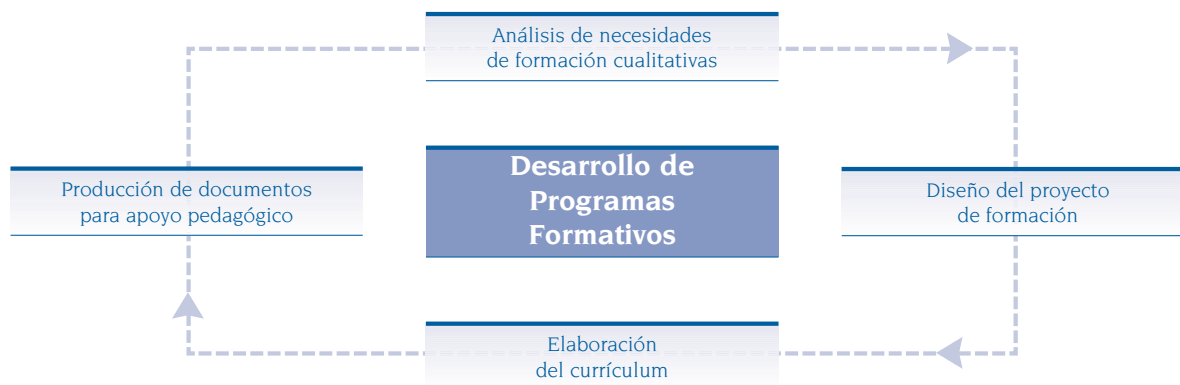 Análisis de necesidades
de formación cualitativas
Producción de documentos
para apoyo pedagógico
Desarrollo de
Programas
Formativos
Diseño del proyecto
de formación
Elaboración
del currículum